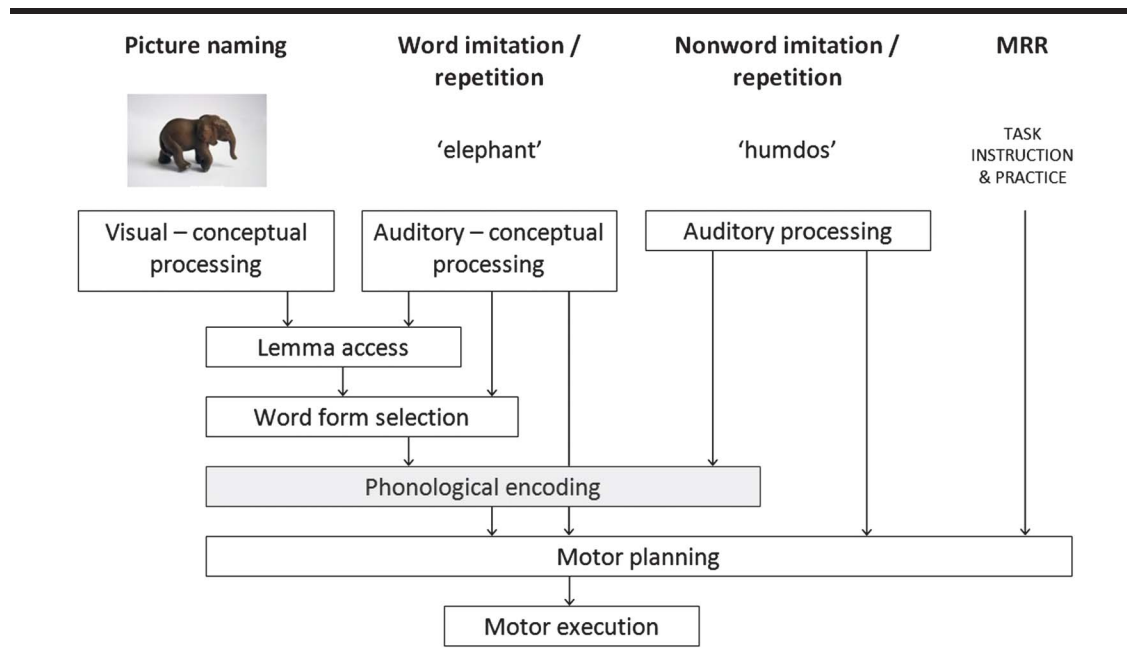 Picture naming
Word imitation /
repetition
Nonword imitation /
repetition
MRR
‘elephant’
‘humdos’
TASK
INSTRUCTION
& PRACTICE
Visual – conceptual
processing
Auditory – conceptual
processing
Auditory processing
Lemma access
Word form selection
Phonological encoding
Motor planning
Motor execution